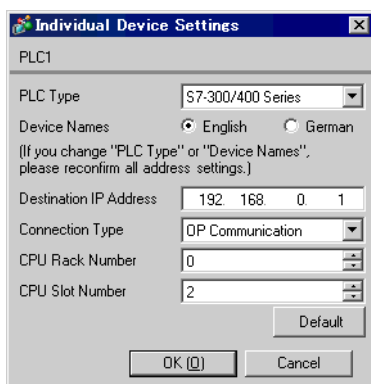 Individual Device Settings
PLC1
PLC Type S7-300/400 Series
Device Names English German
(If you change "PLC Type" or "Device Names",
please reconfirm all address settings.)
Destination IP Address 192. 168. 0. 1
Connection Type OP Communication
CPU Rack Number 0
CPU Slot Number 2
Default
OK (O) Cancel